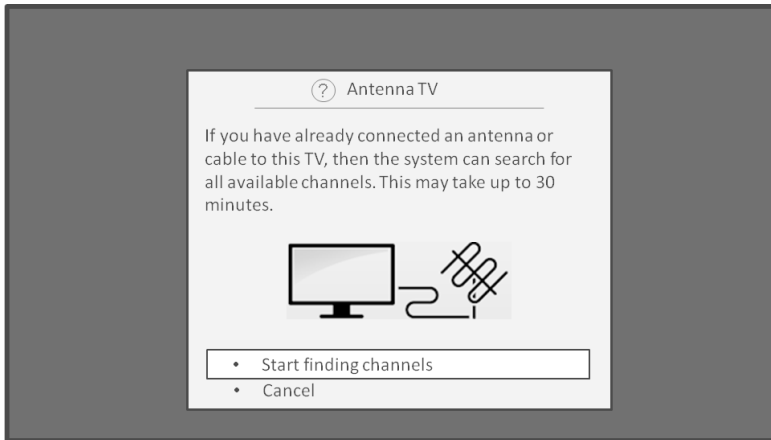 ? Antenna TV
If you have already connected an antenna or
cable to this TV, then the system can search for
all available channels. This may take up to 30
minutes.
• Start finding channels
• Cancel